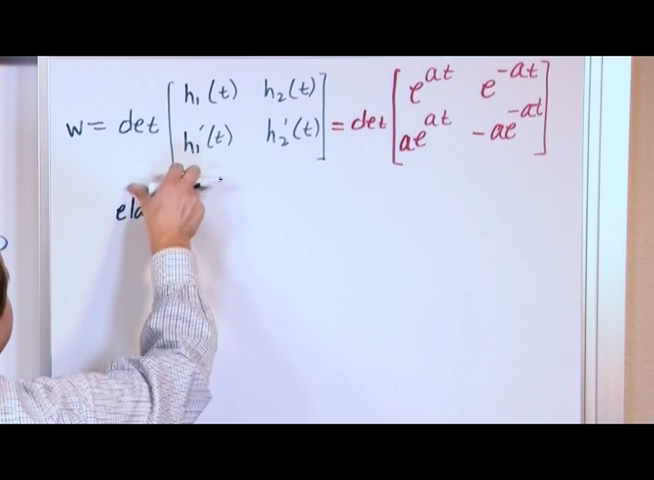 w = det [ h₁(t) h₂(t) ] = det [ e^at e^-at ]
[ h₁'(t) h₂'(t) ] [ ae^at -ae^-at ]